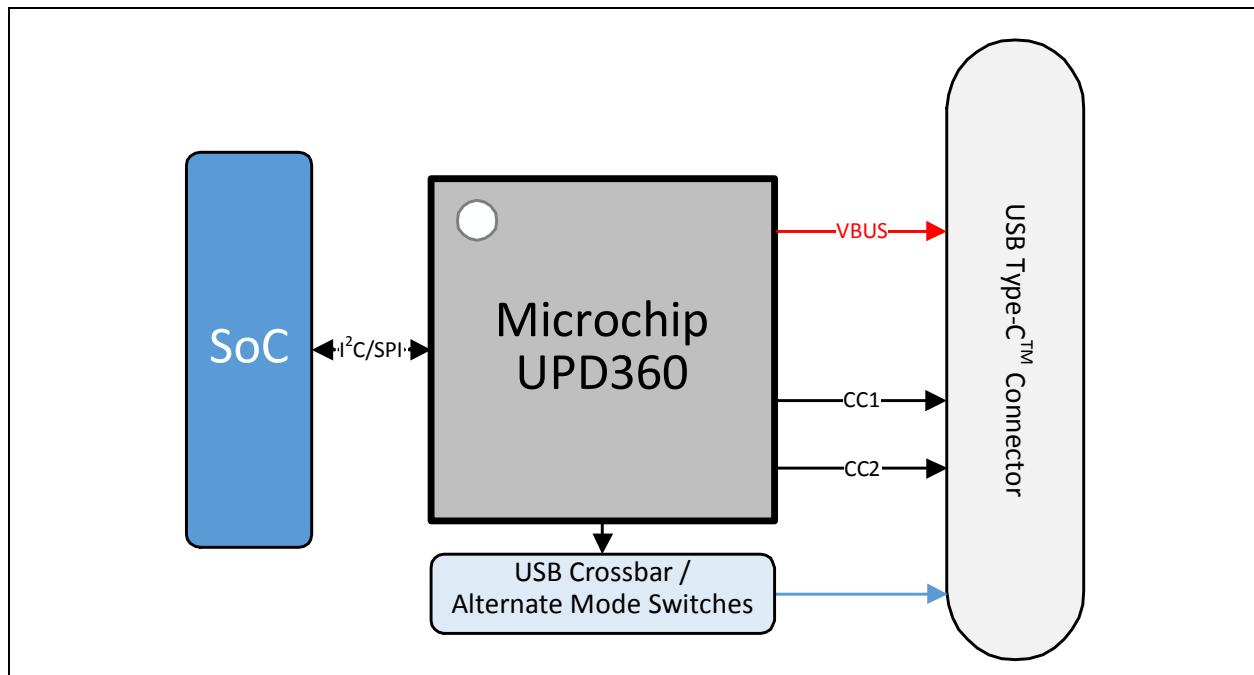 SoC
I²C/SPI
Microchip
UPD360
VBUS
CC1
CC2
USB Crossbar /
Alternate Mode Switches
USB Type-C™ Connector